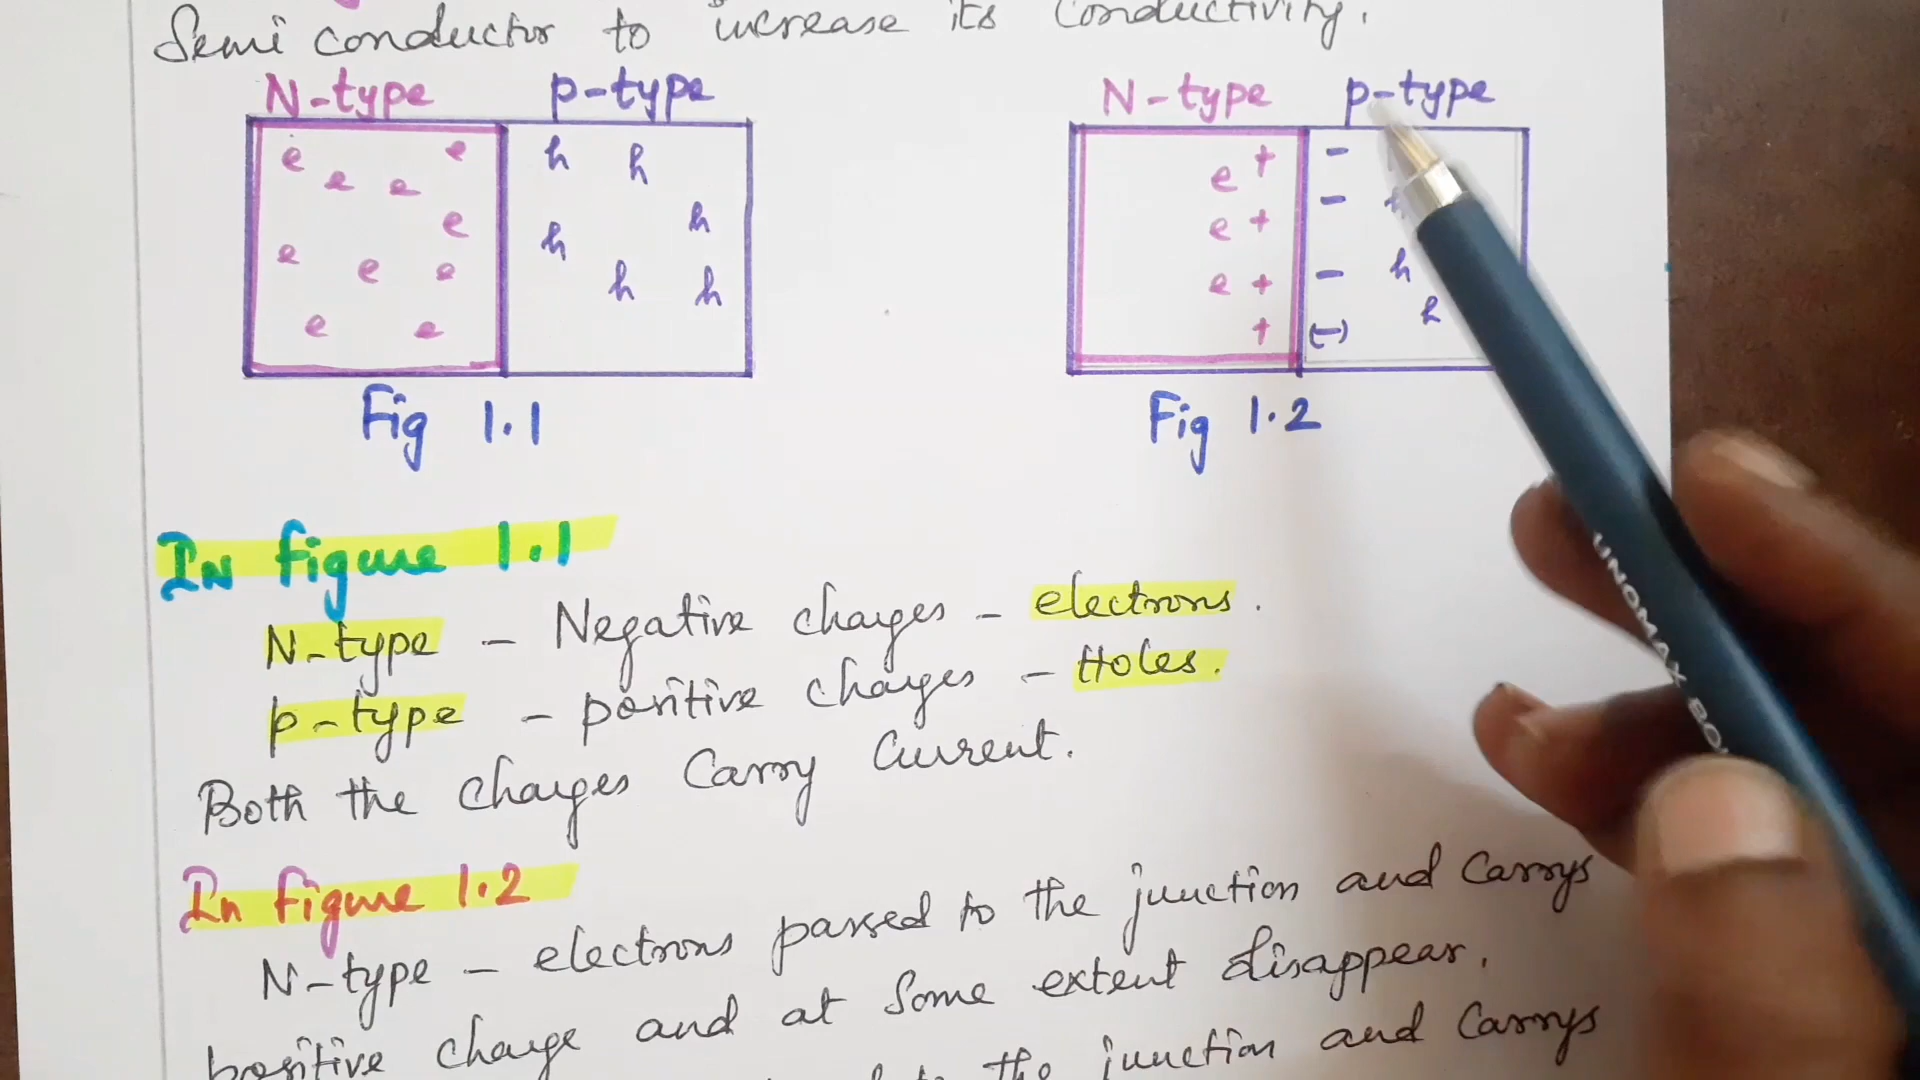 Semiconductor to increase its conductivity.
N-type p-type
N-type p-type
e e e e h h
e h h
e e e h h
e e
e + -
e + -
e + - h
+ (-) h
Fig 1.1
Fig 1.2
In figure 1.1
N-type - Negative charges - electrons.
p-type - positive charges - Holes.
Both the charges carry current.
In figure 1.2
N-type - electrons passed to the junction and carrys
positive charge and at some extent disappear.
the junction and carrys
UNOMAX